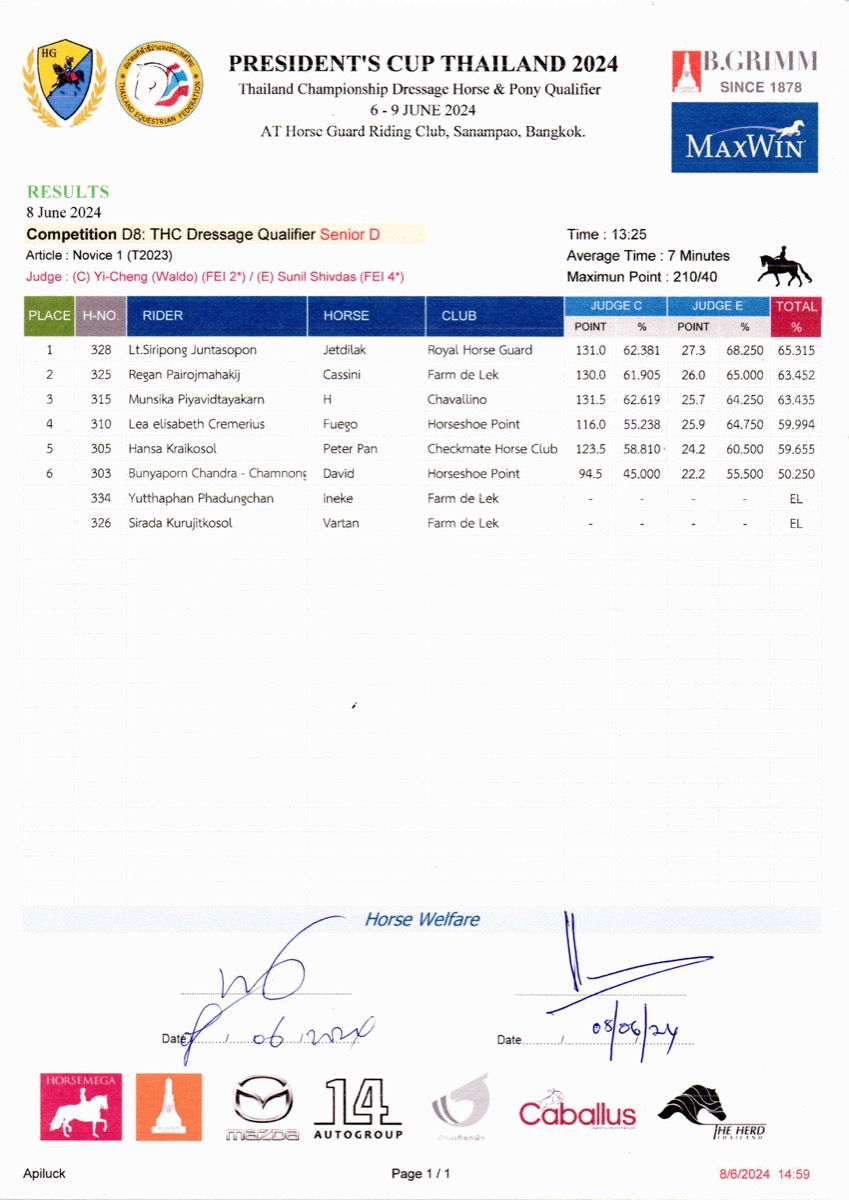 HG
THAILAND EQUESTRIAN FEDERATION
PRESIDENT'S CUP THAILAND 2024
Thailand Championship Dressage Horse & Pony Qualifier
6 - 9 JUNE 2024
AT Horse Guard Riding Club, Sanampao, Bangkok.
B.GRIMM
SINCE 1878
MAXWIN
RESULTS
8 June 2024
Competition D8: THC Dressage Qualifier Senior D
Time : 13:25
Article : Novice 1 (T2023)
Average Time : 7 Minutes
Judge : (C) Yi-Cheng (Waldo) (FEI 2*) / (E) Sunil Shivdas (FEI 4*)
Maximun Point : 210/40
PLACE H-NO. RIDER HORSE CLUB JUDGE C JUDGE E TOTAL
POINT % POINT % %
1 328 Lt.Siripong Juntasopon Jetdilak Royal Horse Guard 131.0 62.381 27.3 68.250 65.315
2 325 Regan Pairojmahakij Cassini Farm de Lek 130.0 61.905 26.0 65.000 63.452
3 315 Munsika Piyavidtayakarn H Chavallino 131.5 62.619 25.7 64.250 63.435
4 310 Lea elisabeth Cremerius Fuego Horseshoe Point 116.0 55.238 25.9 64.750 59.994
5 305 Hansa Kraikosol Peter Pan Checkmate Horse Club 123.5 58.810 24.2 60.500 59.655
6 303 Bunyaporn Chandra - Chamnong David Horseshoe Point 94.5 45.000 22.2 55.500 50.250
334 Yutthaphan Phadungchan Ineke Farm de Lek - - - - EL
326 Sirada Kurujitkosol Vartan Farm de Lek - - - - EL
Horse Welfare
Date / 06 / 2024
Date 08/06/24
HORSEMEGA
mazda
14
AUTOGROUP
Caballus
THE HERD
THAILAND
Apiluck
Page 1 / 1
8/6/2024 14:59